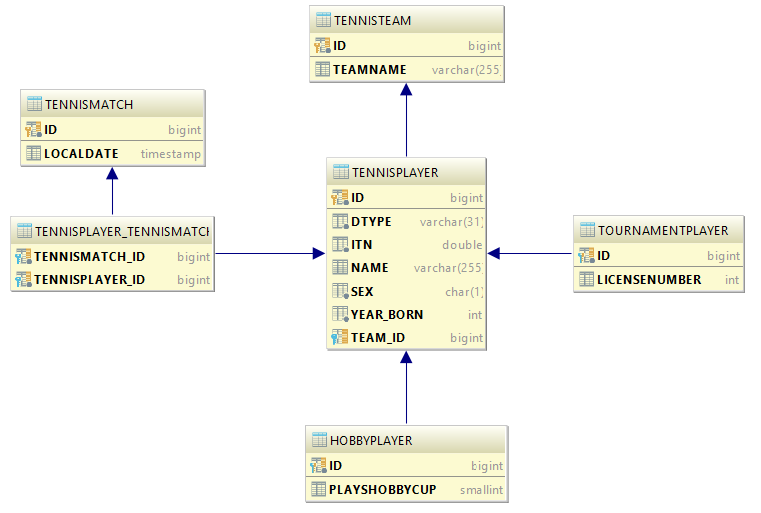 TENNISTEAM
ID bigint
TEAMNAME varchar(255)
TENNISMATCH
ID bigint
LOCALDATE timestamp
TENNISPLAYER
ID bigint
DTYPE varchar(31)
ITN double
NAME varchar(255)
SEX char(1)
YEAR_BORN int
TEAM_ID bigint
TENNISPLAYER_TENNISMATCH
TENNISMATCH_ID bigint
TENNISPLAYER_ID bigint
TOURNAMENTPLAYER
ID bigint
LICENSENUMBER int
HOBBYPLAYER
ID bigint
PLAYSHOBBYCUP smallint